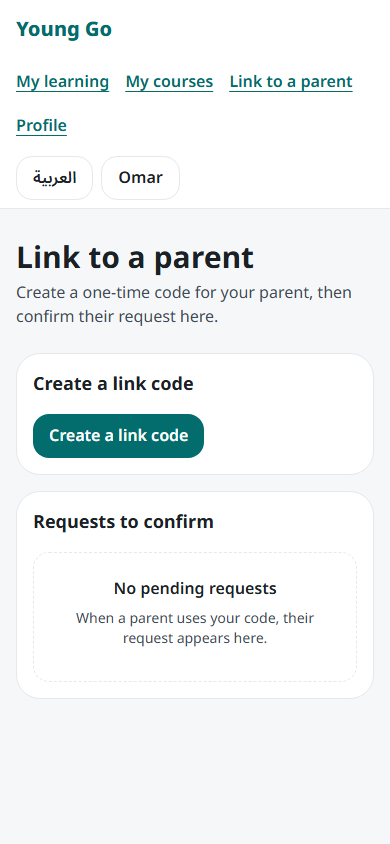 Young Go
My learning My courses Link to a parent
Profile
العربية Omar
Link to a parent
Create a one-time code for your parent, then
confirm their request here.
Create a link code
Create a link code
Requests to confirm
No pending requests
When a parent uses your code, their
request appears here.